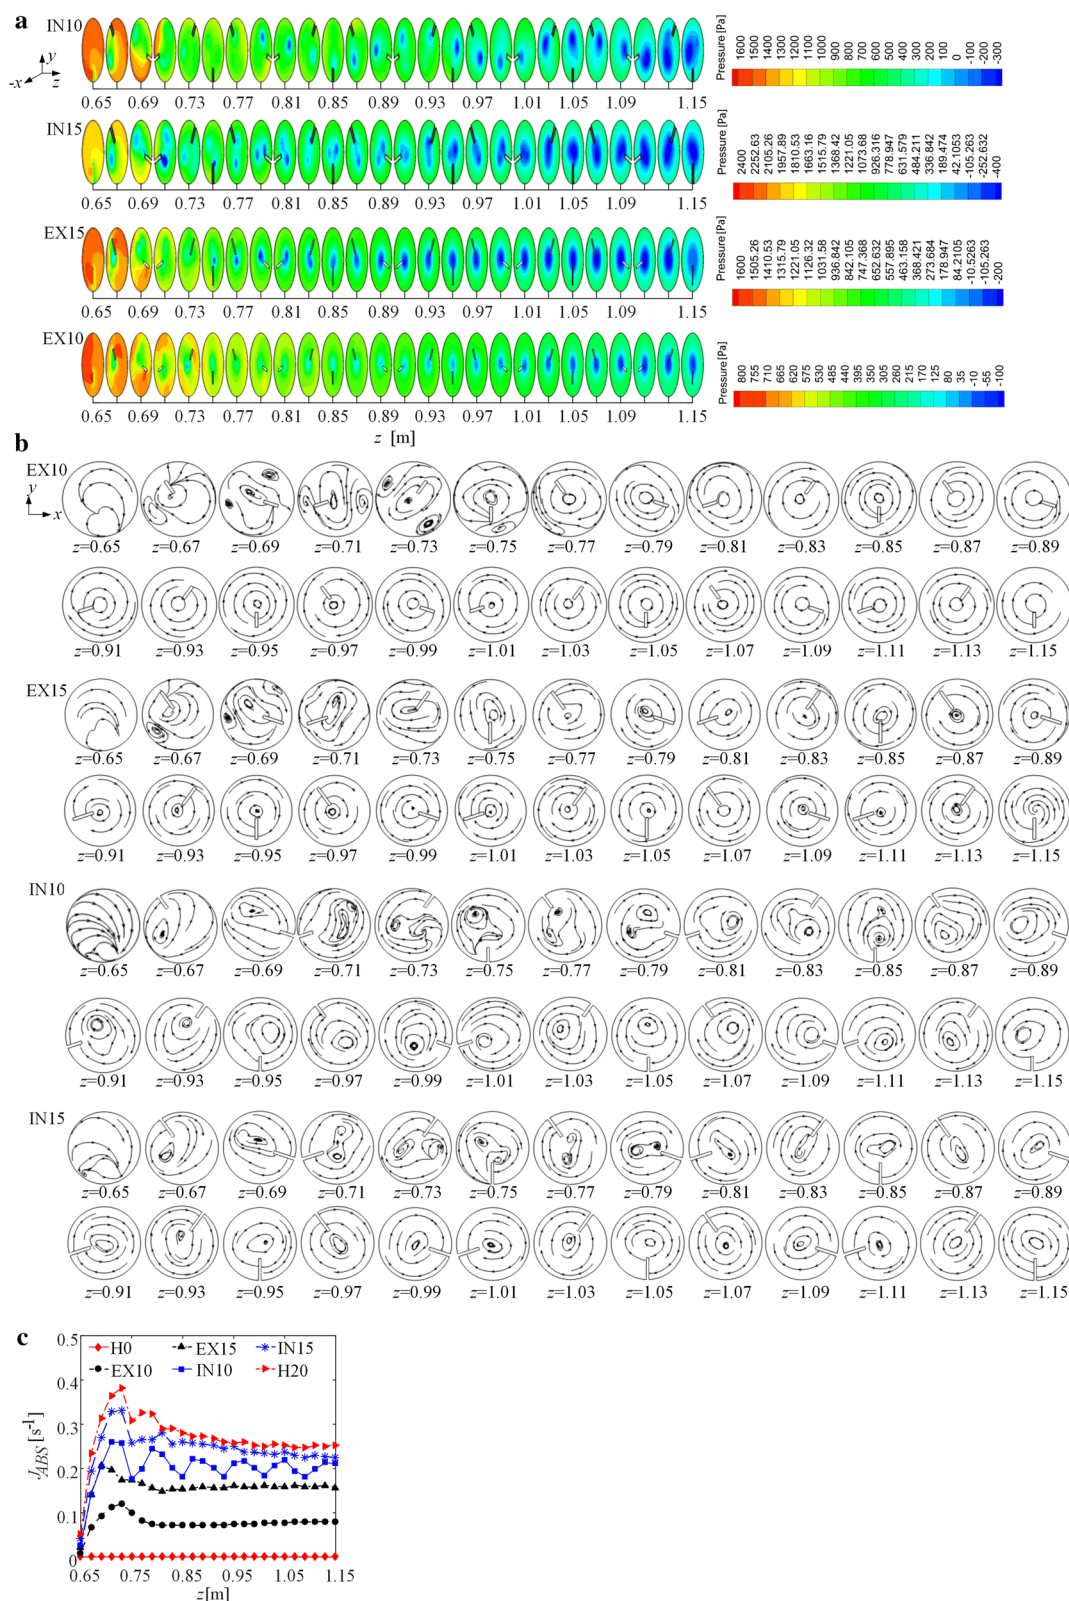 a
IN10
y
-x
z
0.65 0.69 0.73 0.77 0.81 0.85 0.89 0.93 0.97 1.01 1.05 1.09 1.15
Pressure [Pa]
1600 1500 1400 1300 1200 1100 1000 900 800 700 600 500 400 300 200 100 0 -100 -200 -300
IN15
0.65 0.69 0.73 0.77 0.81 0.85 0.89 0.93 0.97 1.01 1.05 1.09 1.15
Pressure [Pa]
2400 2252.63 2105.26 1957.89 1810.53 1663.16 1515.79 1368.42 1221.05 1073.68 926.316 778.947 631.579 484.211 336.842 189.474 42.1053 -105.263 -252.632 -400
EX15
0.65 0.69 0.73 0.77 0.81 0.85 0.89 0.93 0.97 1.01 1.05 1.09 1.15
Pressure [Pa]
1600 1505.26 1410.53 1315.79 1221.05 1126.32 1031.58 936.842 842.105 747.368 652.632 557.895 463.158 368.421 273.684 178.947 84.2105 -10.5263 -105.263 -200
EX10
0.65 0.69 0.73 0.77 0.81 0.85 0.89 0.93 0.97 1.01 1.05 1.09 1.15
z [m]
Pressure [Pa]
800 755 710 665 620 575 530 485 440 395 350 305 260 215 170 125 80 35 -10 -55 -100
b
EX10
y
x
z=0.65 z=0.67 z=0.69 z=0.71 z=0.73 z=0.75 z=0.77 z=0.79 z=0.81 z=0.83 z=0.85 z=0.87 z=0.89
z=0.91 z=0.93 z=0.95 z=0.97 z=0.99 z=1.01 z=1.03 z=1.05 z=1.07 z=1.09 z=1.11 z=1.13 z=1.15
EX15
z=0.65 z=0.67 z=0.69 z=0.71 z=0.73 z=0.75 z=0.77 z=0.79 z=0.81 z=0.83 z=0.85 z=0.87 z=0.89
z=0.91 z=0.93 z=0.95 z=0.97 z=0.99 z=1.01 z=1.03 z=1.05 z=1.07 z=1.09 z=1.11 z=1.13 z=1.15
IN10
z=0.65 z=0.67 z=0.69 z=0.71 z=0.73 z=0.75 z=0.77 z=0.79 z=0.81 z=0.83 z=0.85 z=0.87 z=0.89
z=0.91 z=0.93 z=0.95 z=0.97 z=0.99 z=1.01 z=1.03 z=1.05 z=1.07 z=1.09 z=1.11 z=1.13 z=1.15
IN15
z=0.65 z=0.67 z=0.69 z=0.71 z=0.73 z=0.75 z=0.77 z=0.79 z=0.81 z=0.83 z=0.85 z=0.87 z=0.89
z=0.91 z=0.93 z=0.95 z=0.97 z=0.99 z=1.01 z=1.03 z=1.05 z=1.07 z=1.09 z=1.11 z=1.13 z=1.15
c
H0 EX15 IN15
EX10 IN10 H20
J_ABS [s⁻¹]
0.5
0.4
0.3
0.2
0.1
0
0.65 0.75 0.85 0.95 1.05 1.15
z[m]